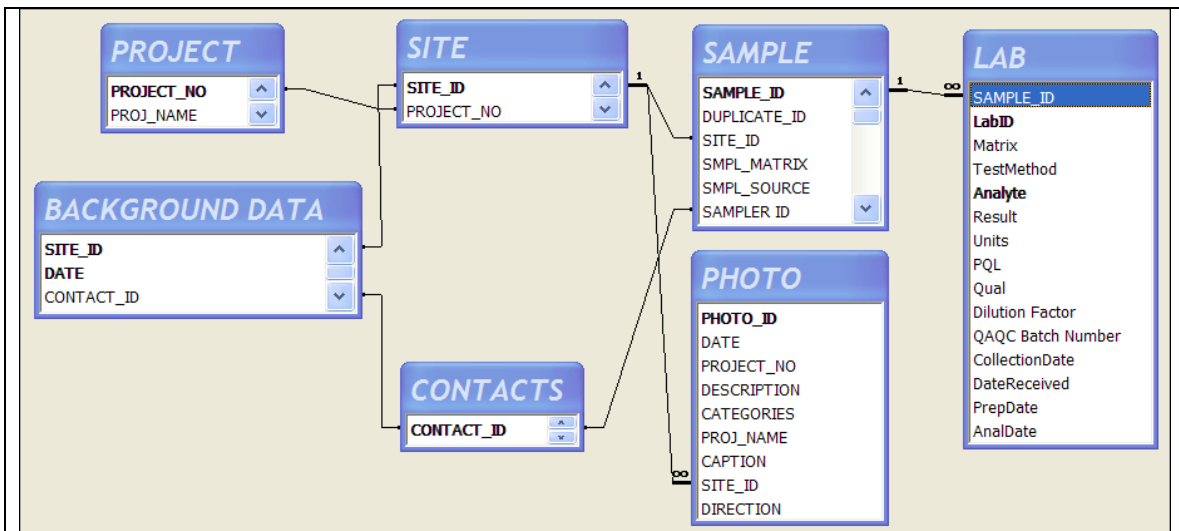 PROJECT
PROJECT_NO
PROJ_NAME
SITE
SITE_ID
PROJECT_NO
SAMPLE
SAMPLE_ID
DUPLICATE_ID
SITE_ID
SMPL_MATRIX
SMPL_SOURCE
SAMPLER ID
LAB
SAMPLE_ID
LabID
Matrix
TestMethod
Analyte
Result
Units
PQL
Qual
Dilution Factor
QAQC Batch Number
CollectionDate
DateReceived
PrepDate
AnalDate
BACKGROUND DATA
SITE_ID
DATE
CONTACT_ID
CONTACTS
CONTACT_ID
PHOTO
PHOTO_ID
DATE
PROJECT_NO
DESCRIPTION
CATEGORIES
PROJ_NAME
CAPTION
SITE_ID
DIRECTION
1
1
∞
∞